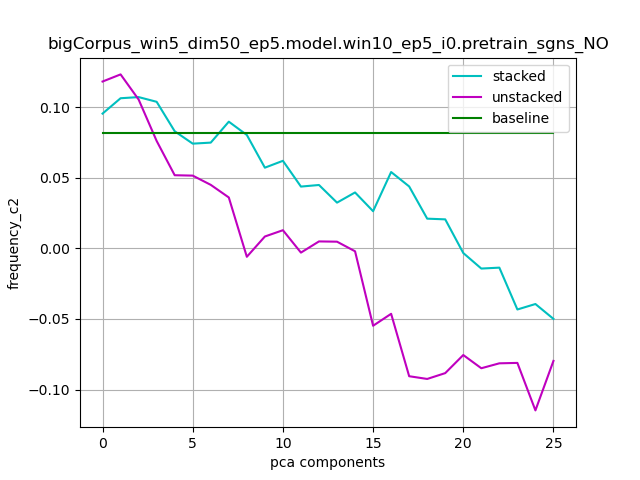 bigCorpus_win5_dim50_ep5.model.win10_ep5_i0.pretrain_sgns_NO
stacked
unstacked
baseline
0.10
0.05
0.00
−0.05
−0.10
frequency_c2
0 5 10 15 20 25
pca components